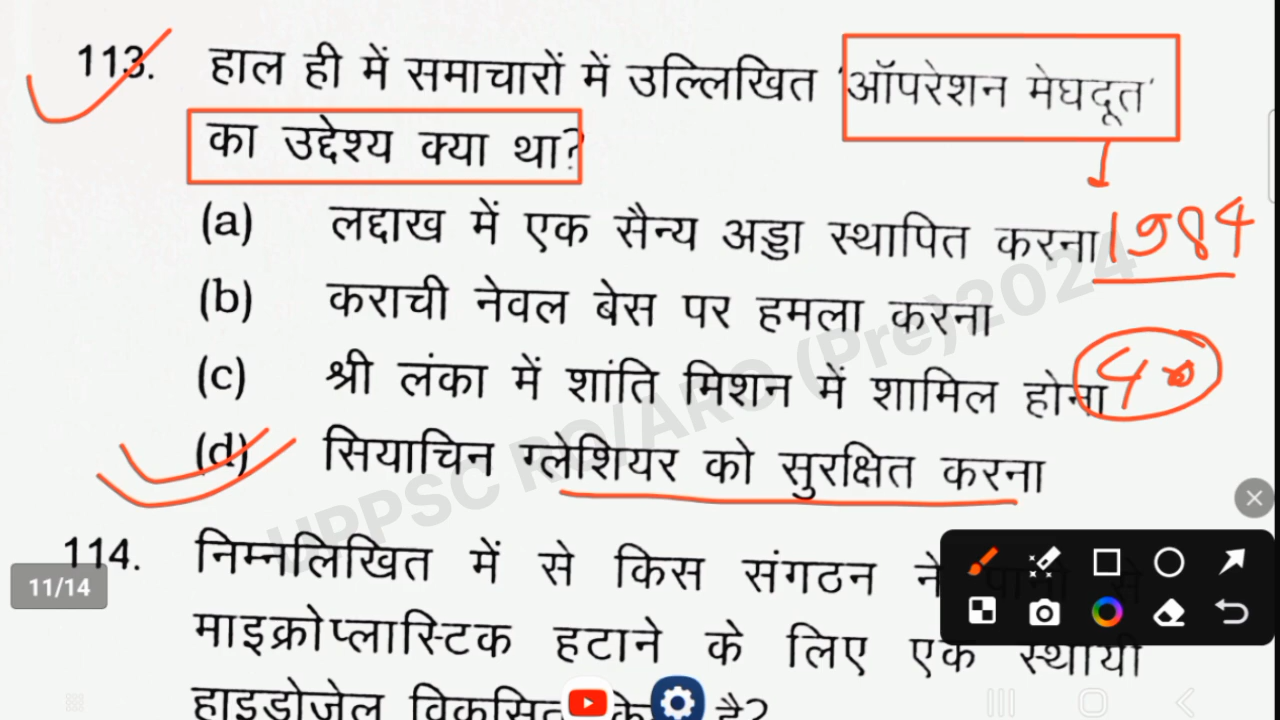 113. हाल ही में समाचारों में उल्लिखित 'ऑपरेशन मेघदूत'
का उद्देश्य क्या था?
(a) लद्दाख में एक सैन्य अड्डा स्थापित करना
1984
(b) कराची नेवल बेस पर हमला करना
(c) श्री लंका में शांति मिशन में शामिल होना
40
(d) सियाचिन ग्लेशियर को सुरक्षित करना
UPPSC RO/ARO (Pre) 2024
114. निम्नलिखित में से किस संगठन ने पानी से
11/14
माइक्रोप्लास्टिक हटाने के लिए एक स्थायी
हाइड्रोजेल विकसित है?